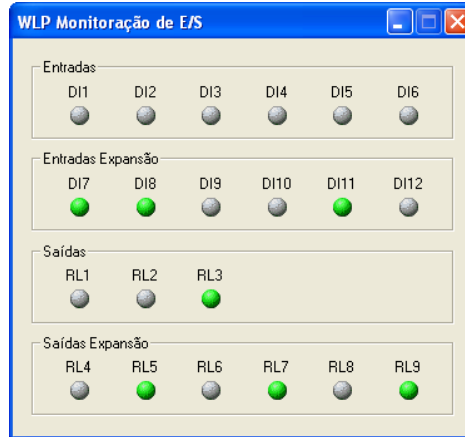 WLP Monitoração de E/S
Entradas
DI1 DI2 DI3 DI4 DI5 DI6
Entradas Expansão
DI7 DI8 DI9 DI10 DI11 DI12
Saídas
RL1 RL2 RL3
Saídas Expansão
RL4 RL5 RL6 RL7 RL8 RL9